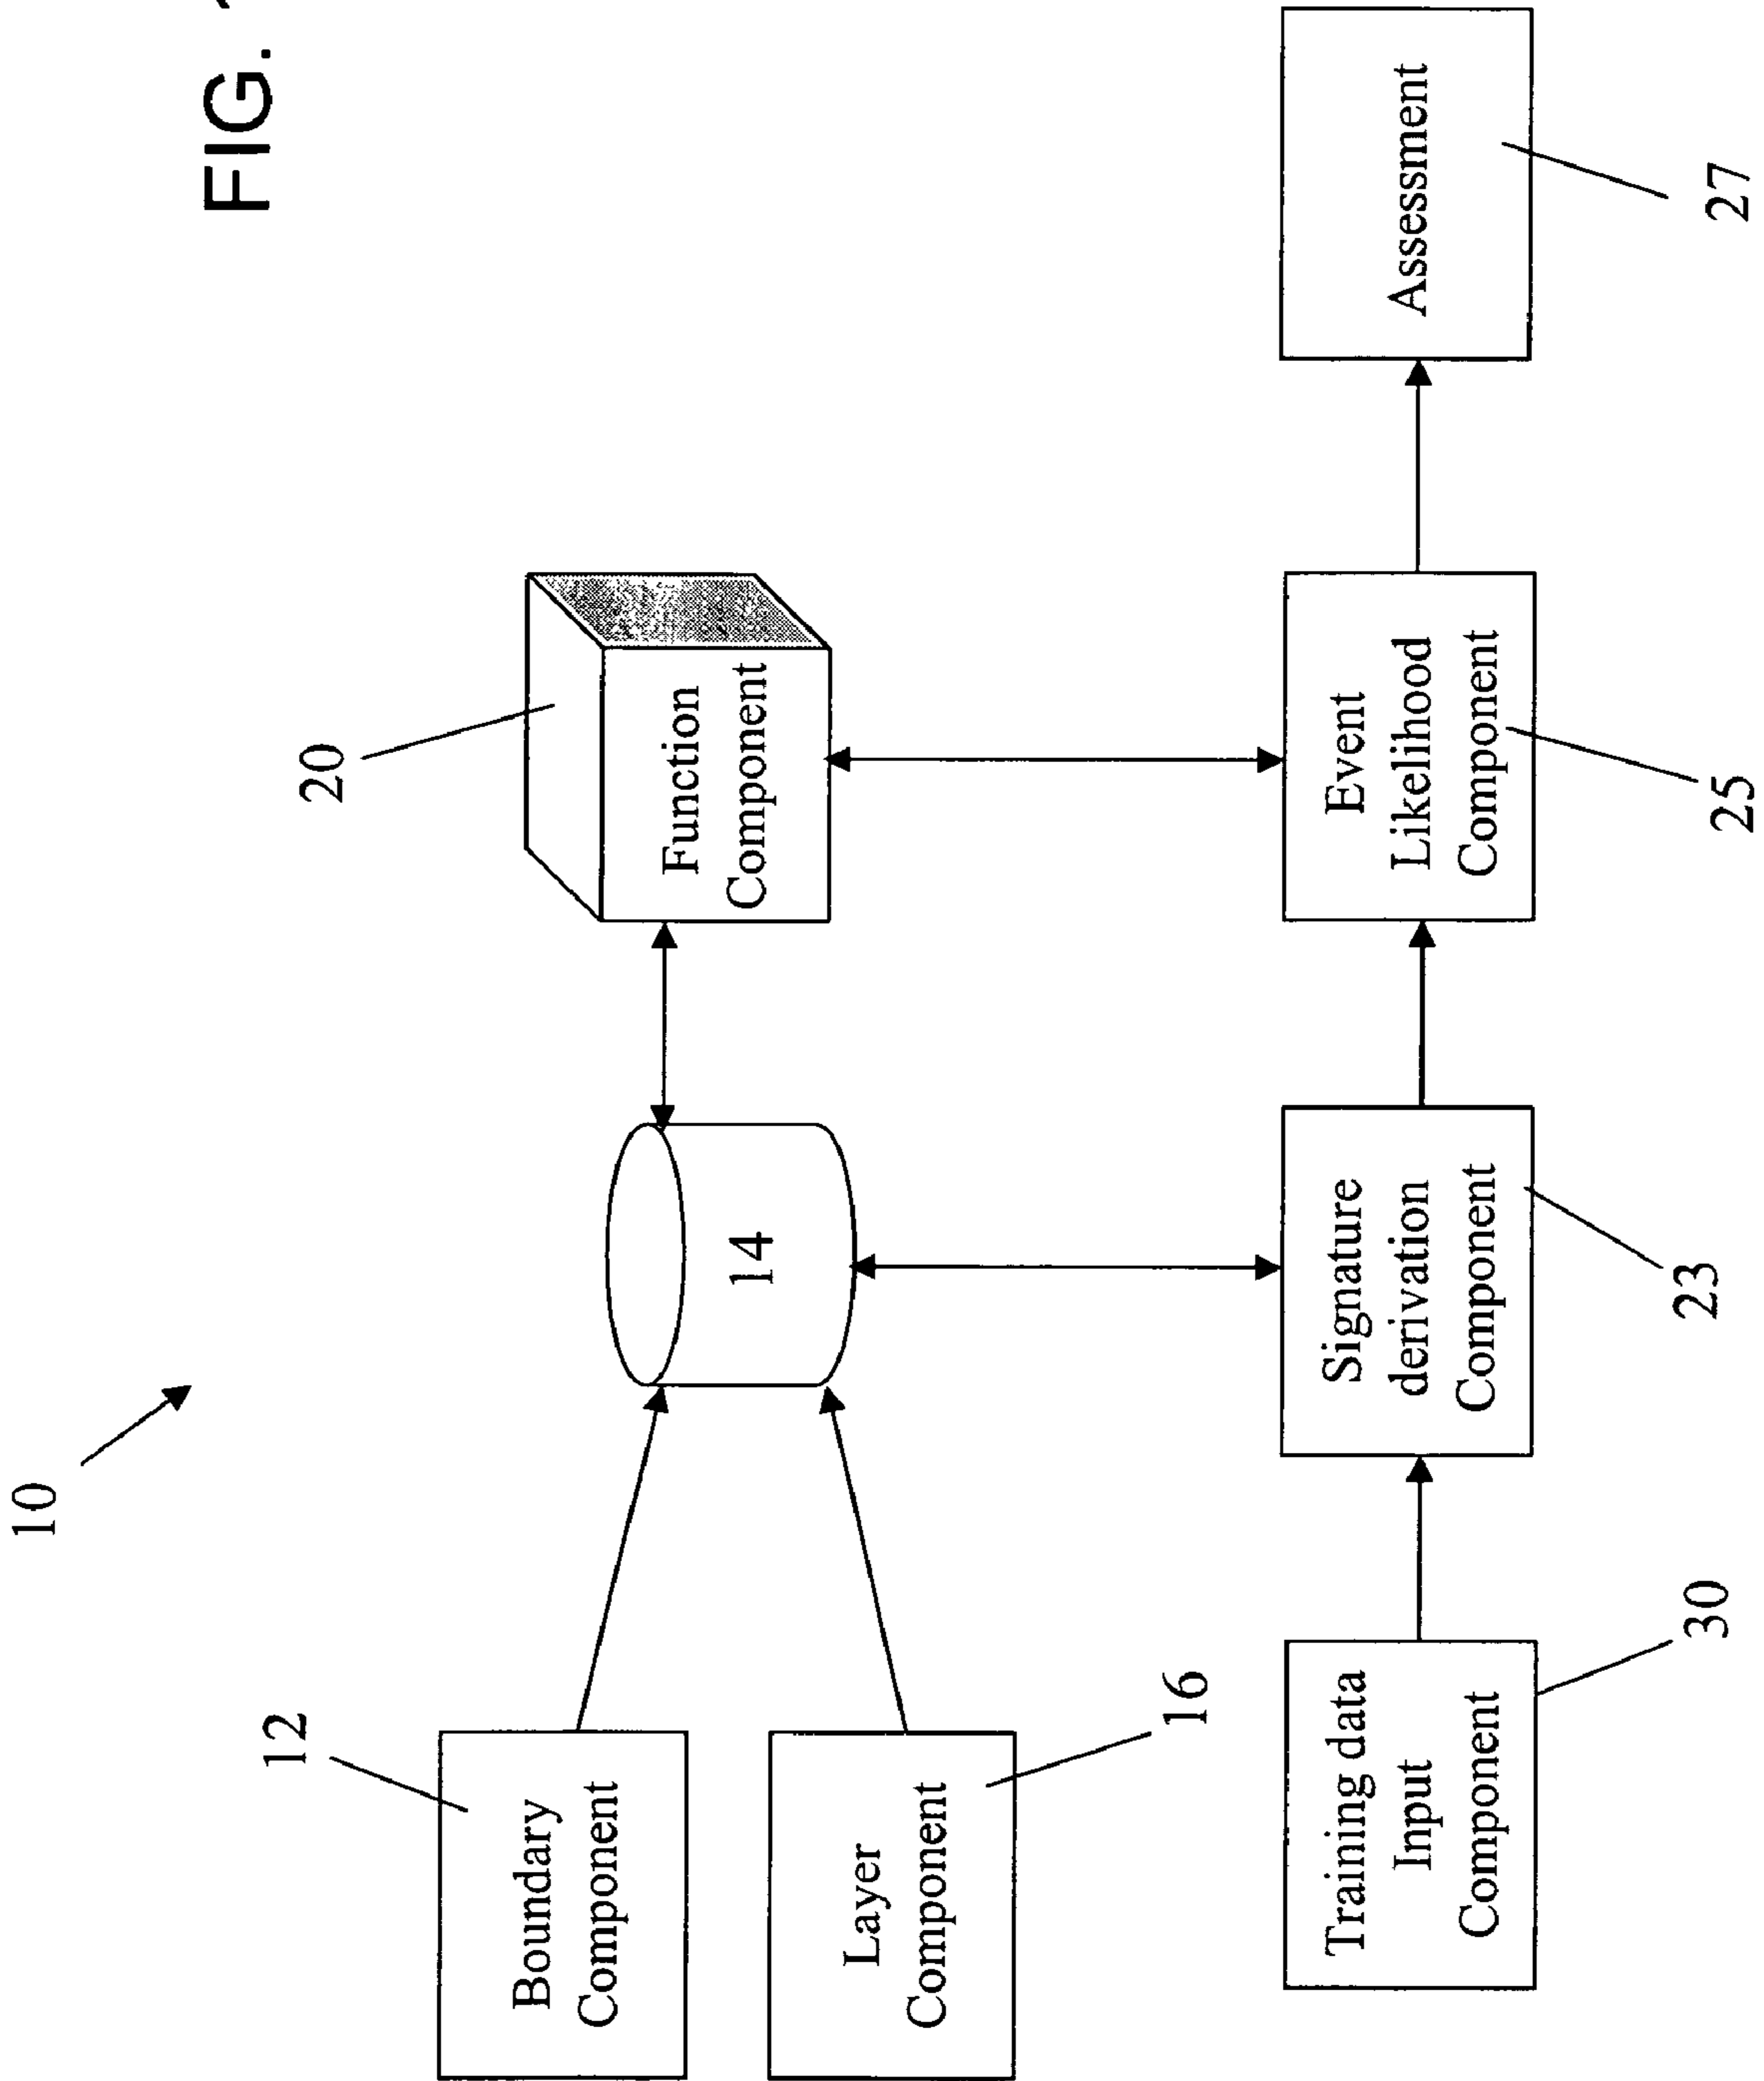 FIG.
10
20
12
Boundary
Component
14
Function
Component
Layer
Component
16
Training data
Input
Component
30
Signature
derivation
Component
23
Event
Likelihood
Component
25
Assessment
27